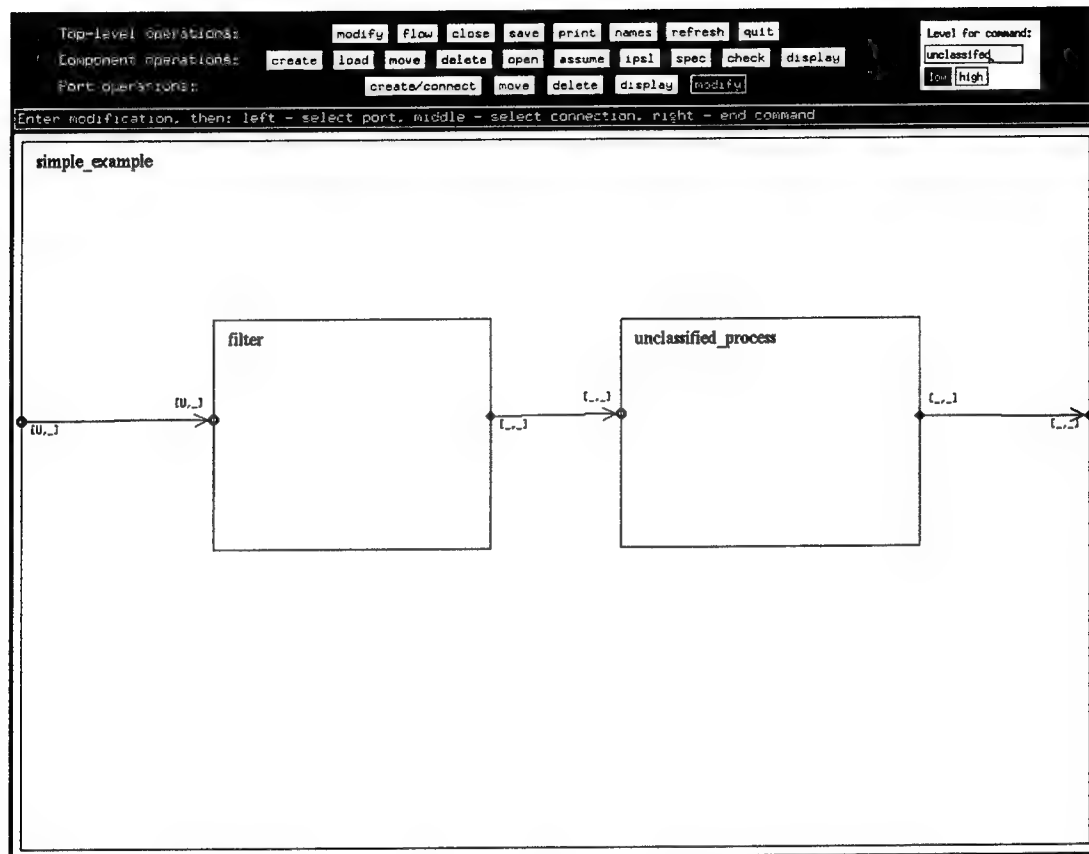 Top-level operations: modify flow close save print names refresh quit
Component operations: create load move delete open assume ipsl spec check display
Port operations: create/connect move delete display modify
Level for command:
unclassifed
low high
Enter modification, then: left - select port, middle - select connection, right - end command
simple_example
filter
unclassified_process
[U,_]
[U,_]
[_,_]
[_,_]
[_,_]
[_,_]